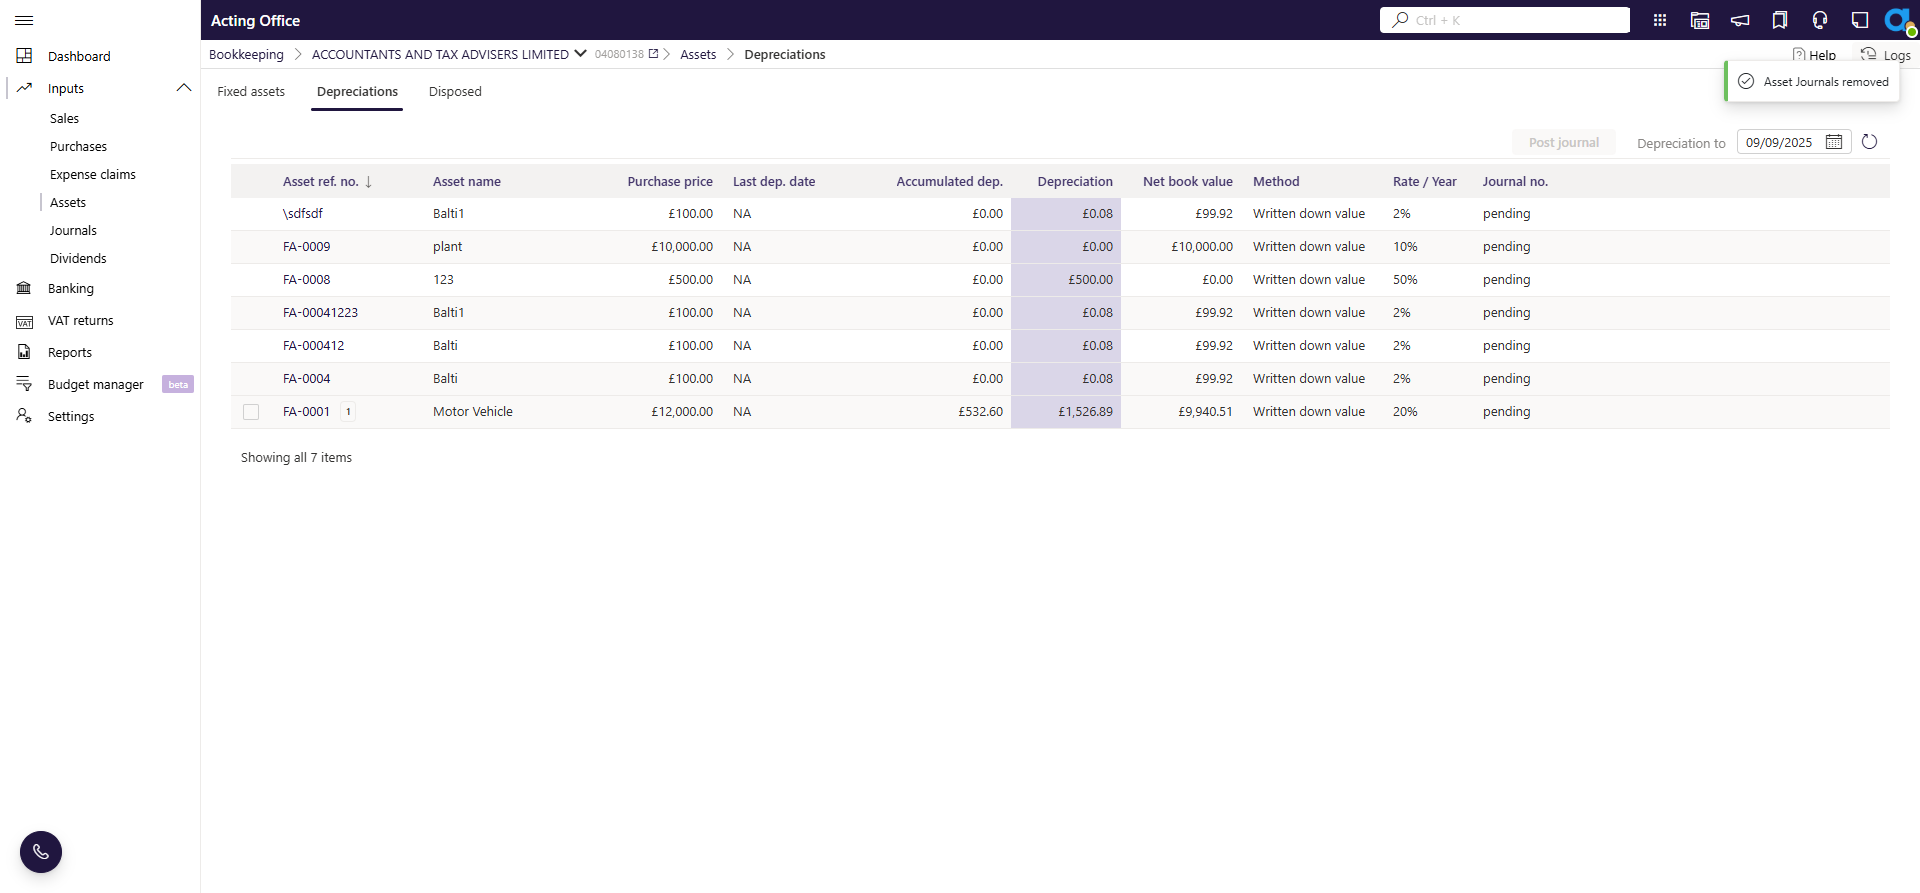 Acting Office
Ctrl + K
Dashboard
Inputs
Sales
Purchases
Expense claims
Assets
Journals
Dividends
Banking
VAT
VAT returns
Reports
Budget manager beta
Settings
Bookkeeping ACCOUNTANTS AND TAX ADVISERS LIMITED 04080138 Assets Depreciations
Help Logs
Asset Journals removed
Fixed assets Depreciations Disposed
Post journal Depreciation to 09/09/2025
Asset ref. no. ↓ Asset name Purchase price Last dep. date Accumulated dep. Depreciation Net book value Method Rate / Year Journal no.
\sdfsdf Balti1 £100.00 NA £0.00 £0.08 £99.92 Written down value 2% pending
FA-0009 plant £10,000.00 NA £0.00 £0.00 £10,000.00 Written down value 10% pending
FA-0008 123 £500.00 NA £0.00 £500.00 £0.00 Written down value 50% pending
FA-00041223 Balti1 £100.00 NA £0.00 £0.08 £99.92 Written down value 2% pending
FA-000412 Balti £100.00 NA £0.00 £0.08 £99.92 Written down value 2% pending
FA-0004 Balti £100.00 NA £0.00 £0.08 £99.92 Written down value 2% pending
FA-0001 1 Motor Vehicle £12,000.00 NA £532.60 £1,526.89 £9,940.51 Written down value 20% pending
Showing all 7 items